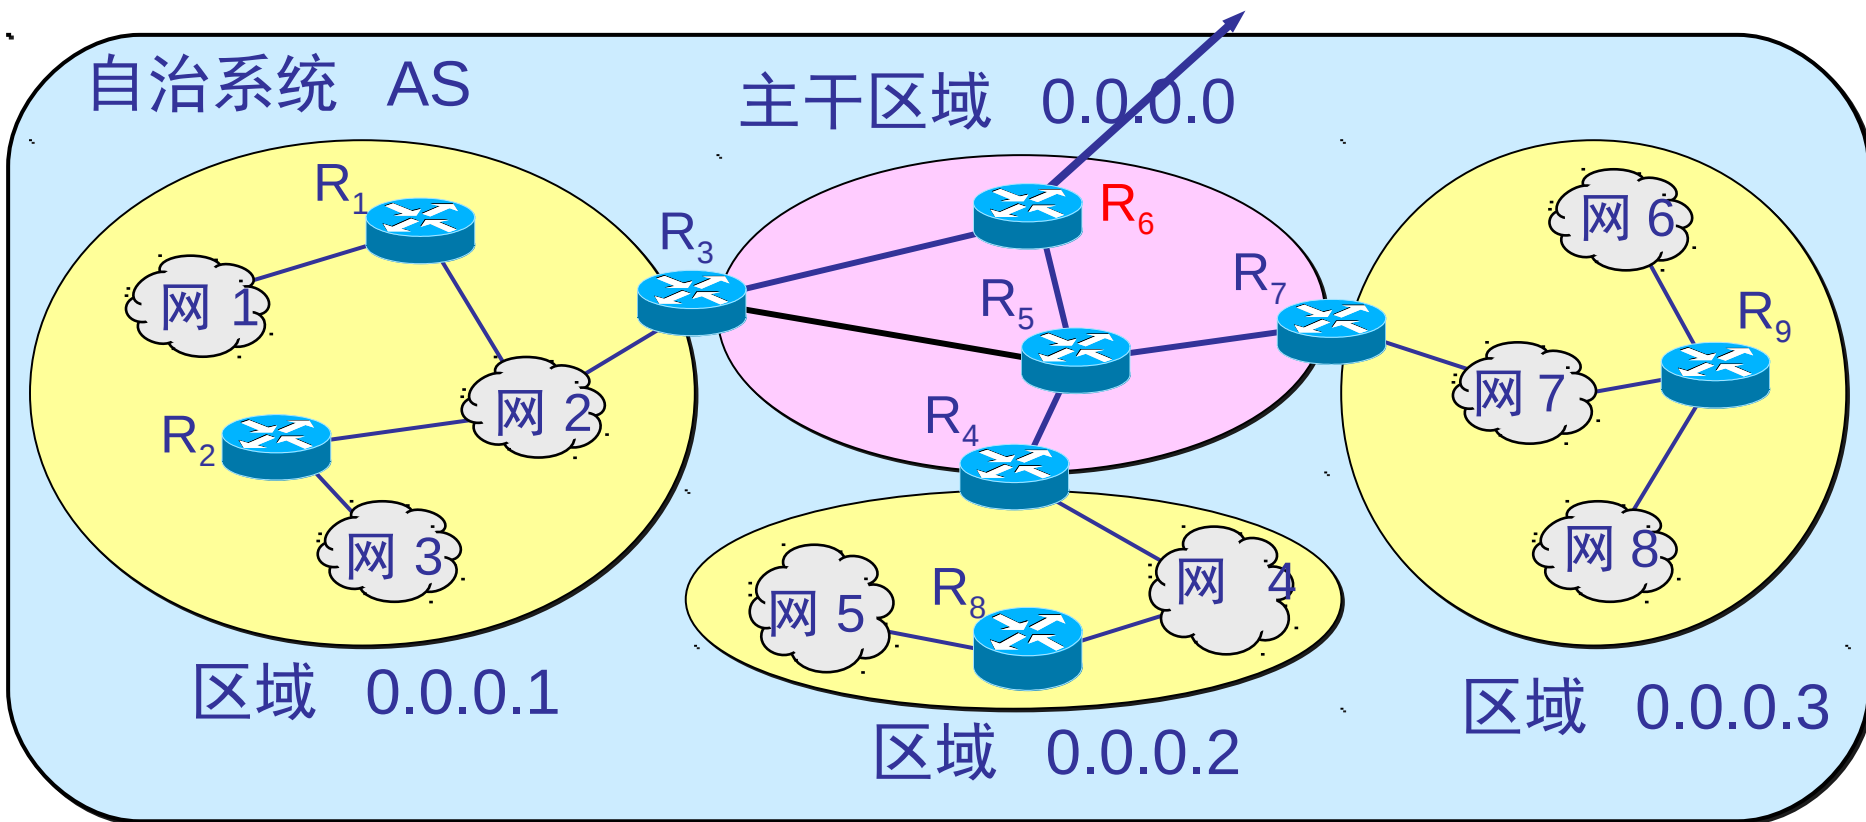 自治系统 AS
主干区域 0.0.0.0
R1
R3
R6
R5
R7
R4
R2
R8
R9
网 1
网 2
网 3
网 4
网 5
网 6
网 7
网 8
区域 0.0.0.1
区域 0.0.0.2
区域 0.0.0.3